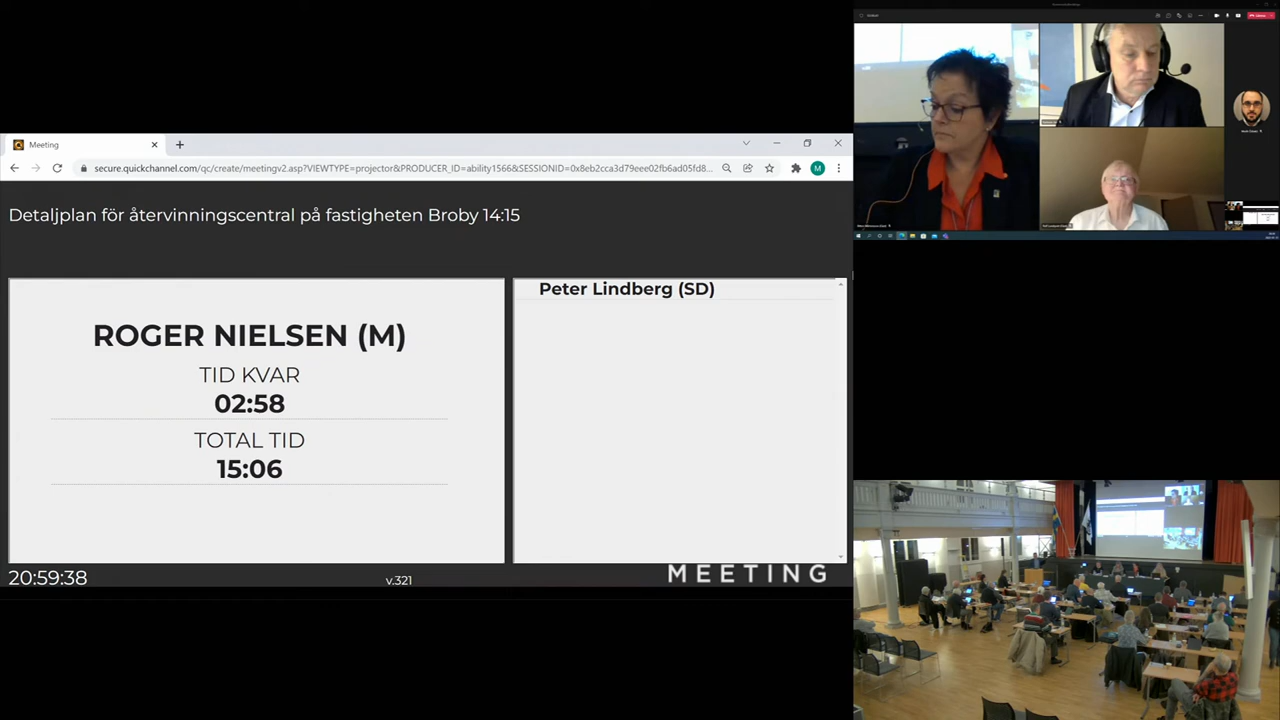 Meeting
secure.quickchannel.com/qc/create/meetingv2.asp?VIEWTYPE=projector&PRODUCER_ID=ability1566&SESSIONID=0x8eb2cca3d79eee02fb6ad05fd8...
M
Detaljplan för återvinningscentral på fastigheten Broby 14:15
ROGER NIELSEN (M)
TID KVAR
02:58
TOTAL TID
15:06
Peter Lindberg (SD)
20:59:38
v.321
MEETING